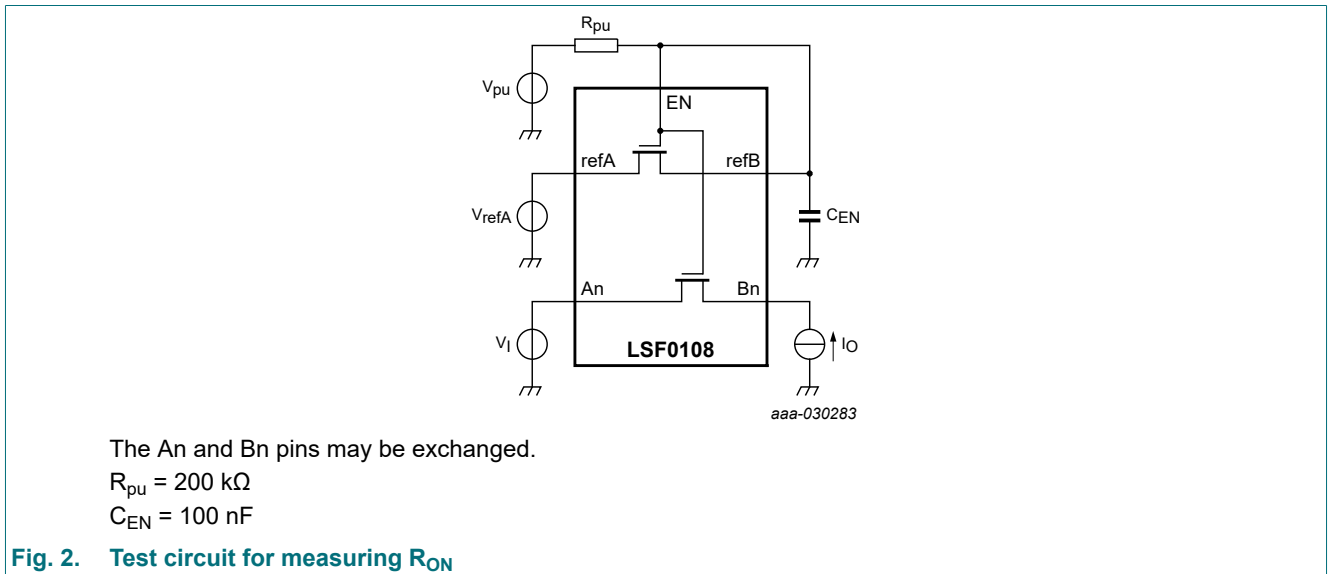 Rpu
Vpu
EN
refA
refB
VrefA
CEN
An
Bn
VI
IO
LSF0108
aaa-030283
The An and Bn pins may be exchanged.
Rpu = 200 kΩ
CEN = 100 nF
Fig. 2. Test circuit for measuring RON